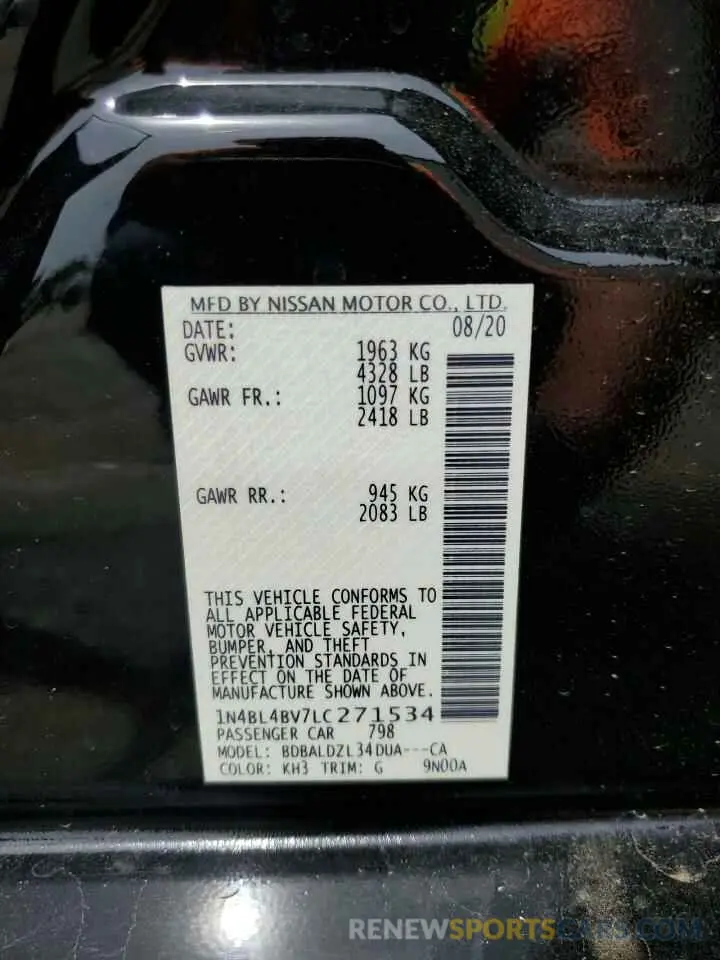 MFD BY NISSAN MOTOR CO., LTD.
DATE: 08/20
GVWR: 1963 KG
4328 LB
GAWR FR.: 1097 KG
2418 LB
GAWR RR.: 945 KG
2083 LB
THIS VEHICLE CONFORMS TO
ALL APPLICABLE FEDERAL
MOTOR VEHICLE SAFETY,
BUMPER, AND THEFT
PREVENTION STANDARDS IN
EFFECT ON THE DATE OF
MANUFACTURE SHOWN ABOVE.
1N4BL4BV7LC271534
PASSENGER CAR 798
MODEL: BDBALDZL34DUA---CA
COLOR: KH3 TRIM: G 9N00A
RENEWSPORTSCARS.COM